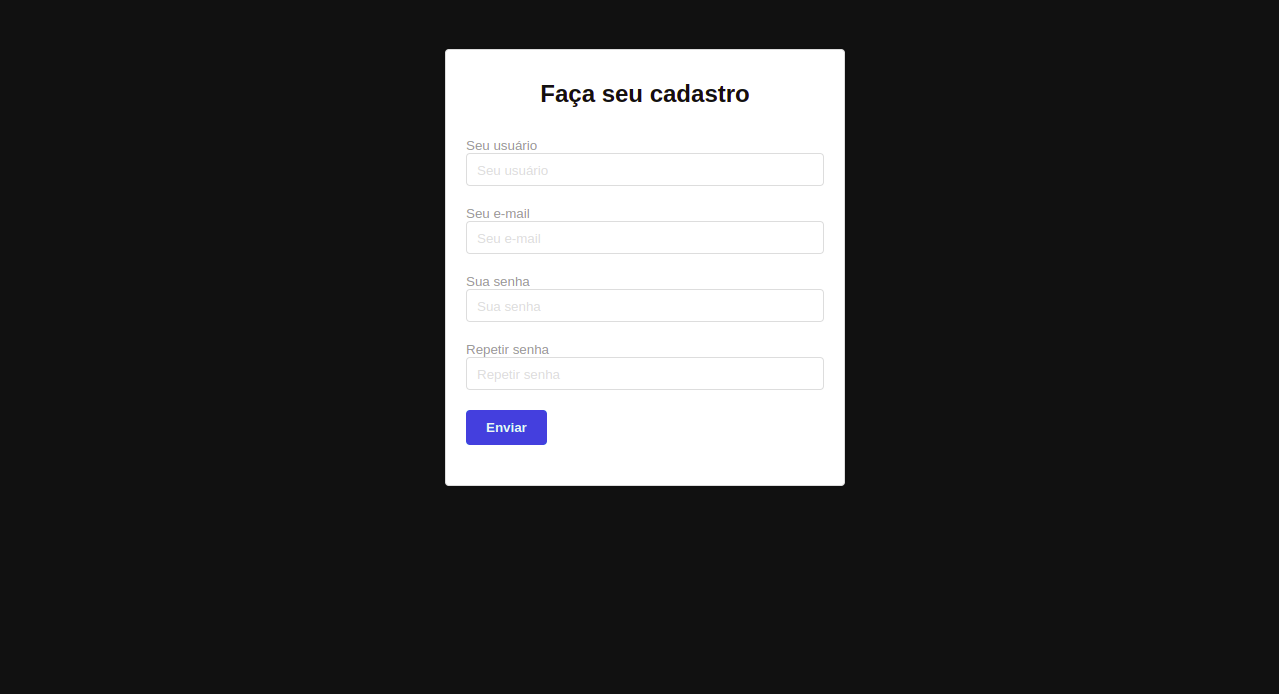 Faça seu cadastro
Seu usuário
Seu usuário
Seu e-mail
Seu e-mail
Sua senha
Sua senha
Repetir senha
Repetir senha
Enviar